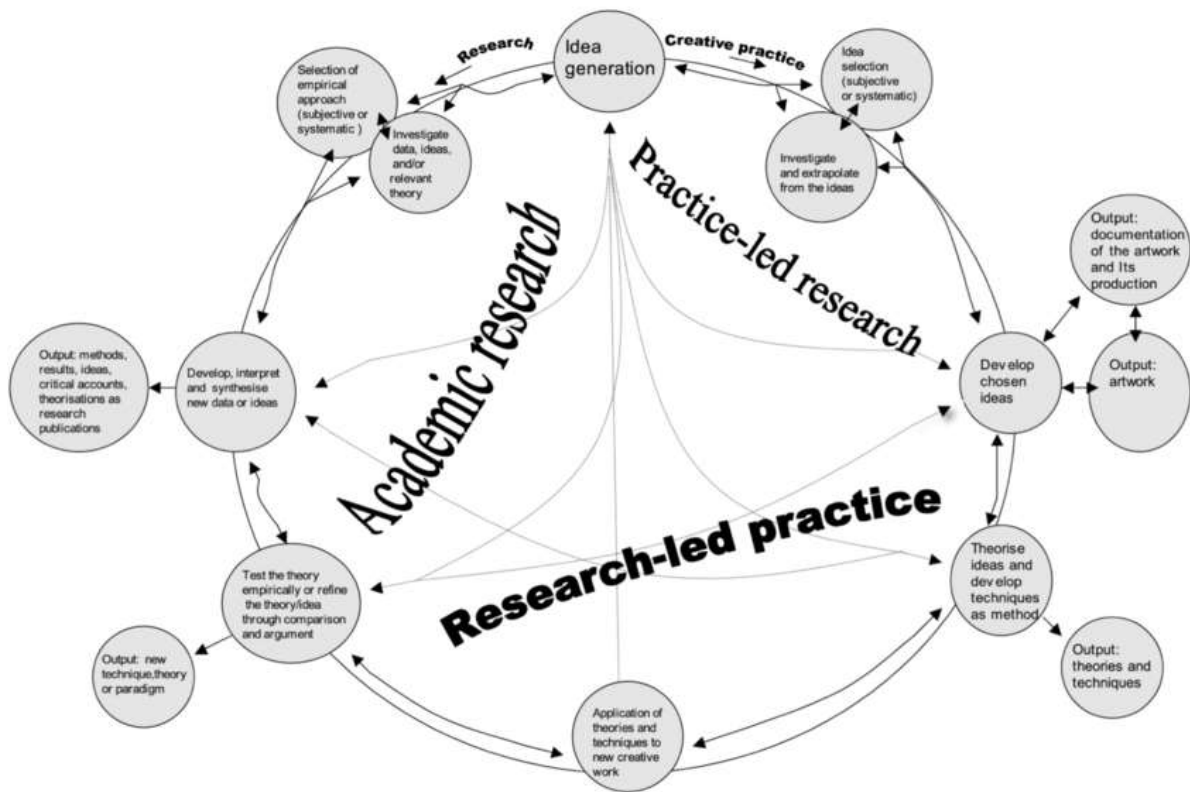 Idea
generation
Research
Creative practice
Selection of
empirical
approach
(subjective or
systematic )
Investigate
data, ideas,
and/or
relevant
theory
Idea
selection
(subjective
or systematic)
Investigate
and extrapolate
from the ideas
Practice-led research
Academic research
Research-led practice
Output:
documentation
of the artwork
and Its
production
Output:
artwork
Develop
chosen
ideas
Output: methods,
results, ideas,
critical accounts,
theorisations as
research
publications
Develop, interpret
and synthesise
new data or ideas
Test the theory
empirically or refine
the theory/idea
through comparison
and argument
Output: new
technique,theory
or paradigm
Theorise
ideas and
develop
techniques
as method
Output:
theories and
techniques
Application of
theories and
techniques to
new creative
work